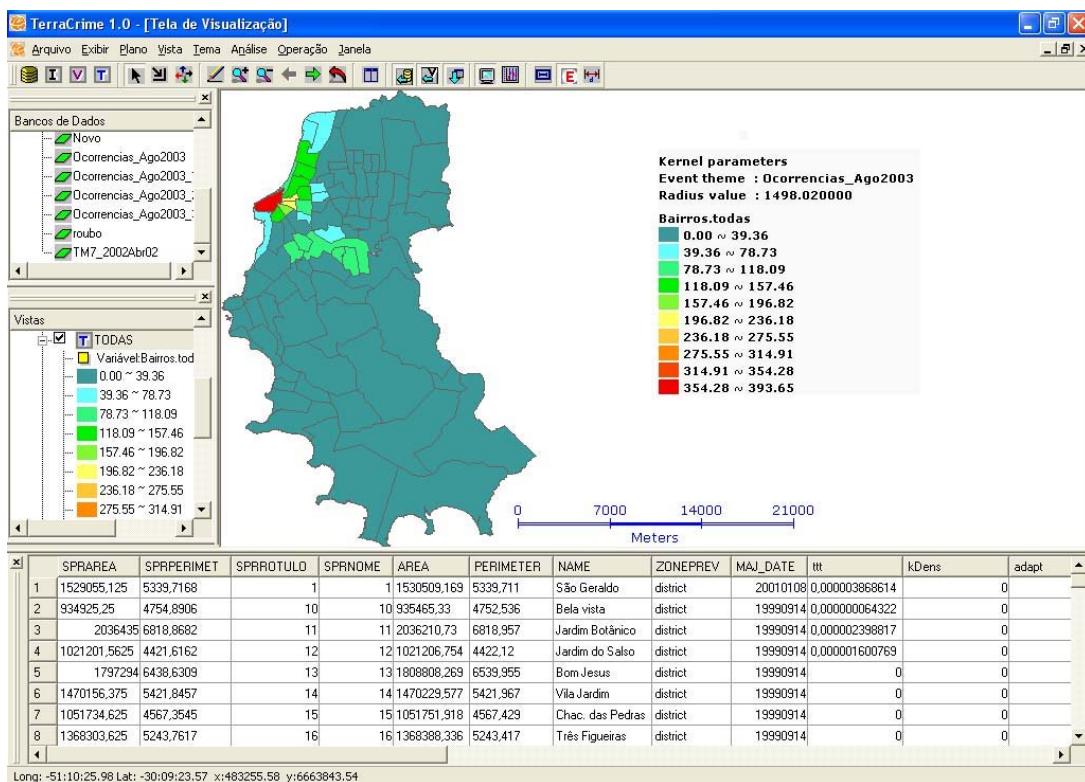 TerraCrime 1.0 - [Tela de Visualização]
Arquivo Exibir Plano Vista Tema Análise Operação Janela
I V T E
Bancos de Dados
Novo
Ocorrencias_Ago2003
Ocorrencias_Ago2003_
Ocorrencias_Ago2003_
Ocorrencias_Ago2003_
roubo
TM7_2002Abr02
Vistas
T TODAS
Variável:Bairros.tod
0.00 ~ 39.36
39.36 ~ 78.73
78.73 ~ 118.09
118.09 ~ 157.46
157.46 ~ 196.82
196.82 ~ 236.18
236.18 ~ 275.55
275.55 ~ 314.91
Kernel parameters
Event theme : Ocorrencias_Ago2003
Radius value : 1498.020000
Bairros.todas
0.00 ~ 39.36
39.36 ~ 78.73
78.73 ~ 118.09
118.09 ~ 157.46
157.46 ~ 196.82
196.82 ~ 236.18
236.18 ~ 275.55
275.55 ~ 314.91
314.91 ~ 354.28
354.28 ~ 393.65
0 7000 14000 21000
Meters
SPRAREA SPRPERIMET SPRROTULO SPRNOME AREA PERIMETER NAME ZONEPREV MAJ_DATE ttt kDens adapt
1 1529055,125 5339,7168 1 1 1530509,169 5339,711 São Geraldo district 20010108 0,000003868614 0
2 934925,25 4754,8906 10 10 935465,33 4752,536 Bela vista district 19990914 0,000000064322 0
3 2036435 6818,8682 11 11 2036210,73 6818,957 Jardim Botânico district 19990914 0,000002398817 0
4 1021201,5625 4421,6162 12 12 1021206,754 4422,12 Jardim do Salso district 19990914 0,000001600769 0
5 1797294 6438,6309 13 13 1808808,269 6539,955 Bom Jesus district 19990914 0 0
6 1470156,375 5421,8457 14 14 1470229,577 5421,967 Vila Jardim district 19990914 0 0
7 1051734,625 4567,3545 15 15 1051751,918 4567,429 Chac. das Pedras district 19990914 0 0
8 1368303,625 5243,7617 16 16 1368388,336 5243,417 Três Figueiras district 19990914 0 0
Long: -51:10:25.98 Lat: -30:09:23.57 x:483255.58 y:6663843.54